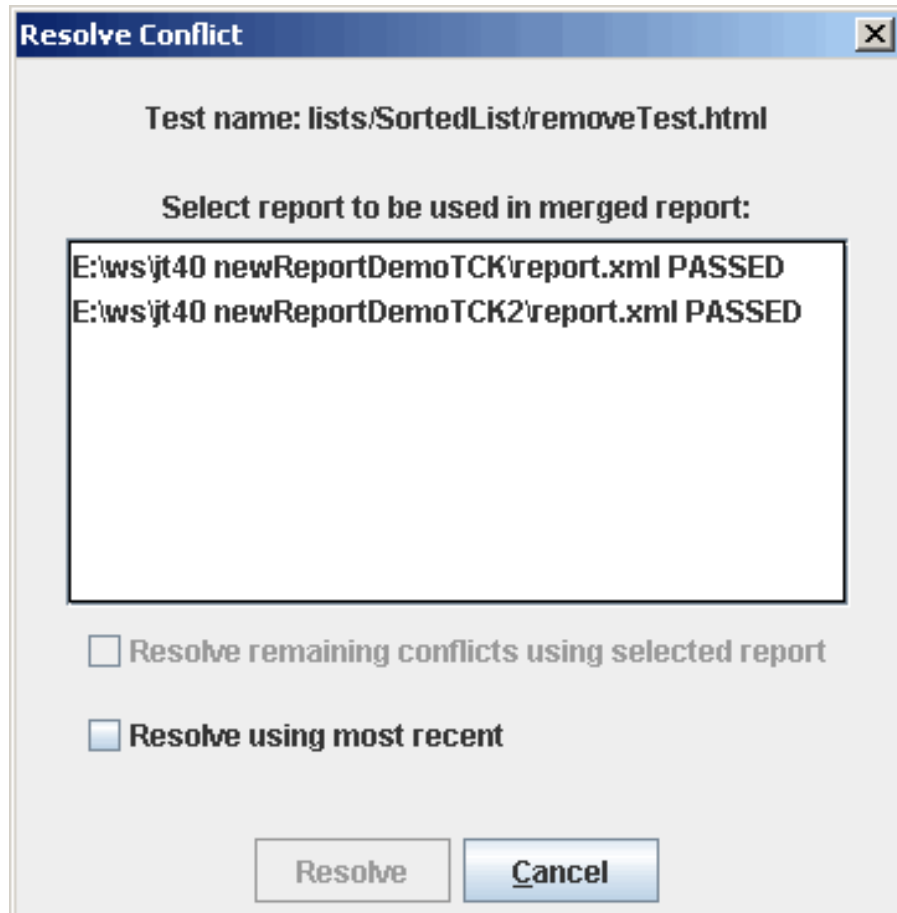 Resolve Conflict
Test name: lists/SortedList/removeTest.html
Select report to be used in merged report:
E:\ws\jt40 newReportDemoTCK\report.xml PASSED
E:\ws\jt40 newReportDemoTCK2\report.xml PASSED
Resolve remaining conflicts using selected report
Resolve using most recent
Resolve Cancel